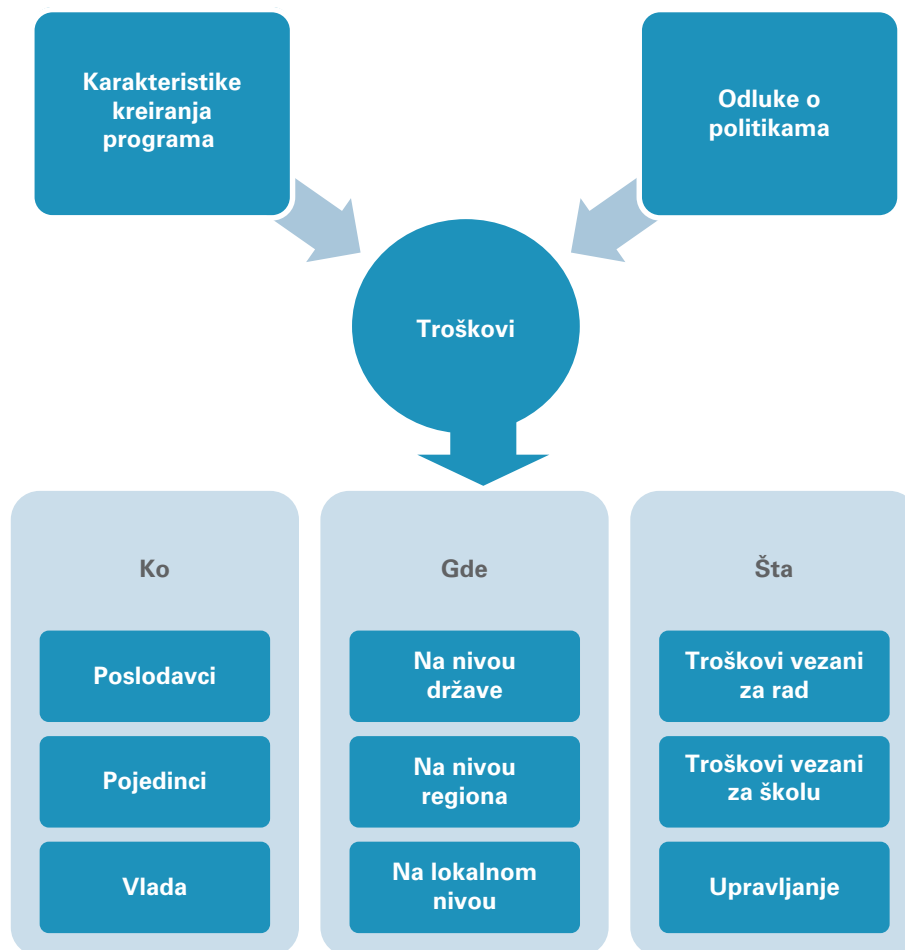 Karakteristike
kreiranja
programa
Odluke o
politikama
Troškovi
Ko
Poslodavci
Pojedinci
Vlada
Gde
Na nivou
države
Na nivou
regiona
Na lokalnom
nivou
Šta
Troškovi vezani
za rad
Troškovi vezani
za školu
Upravljanje